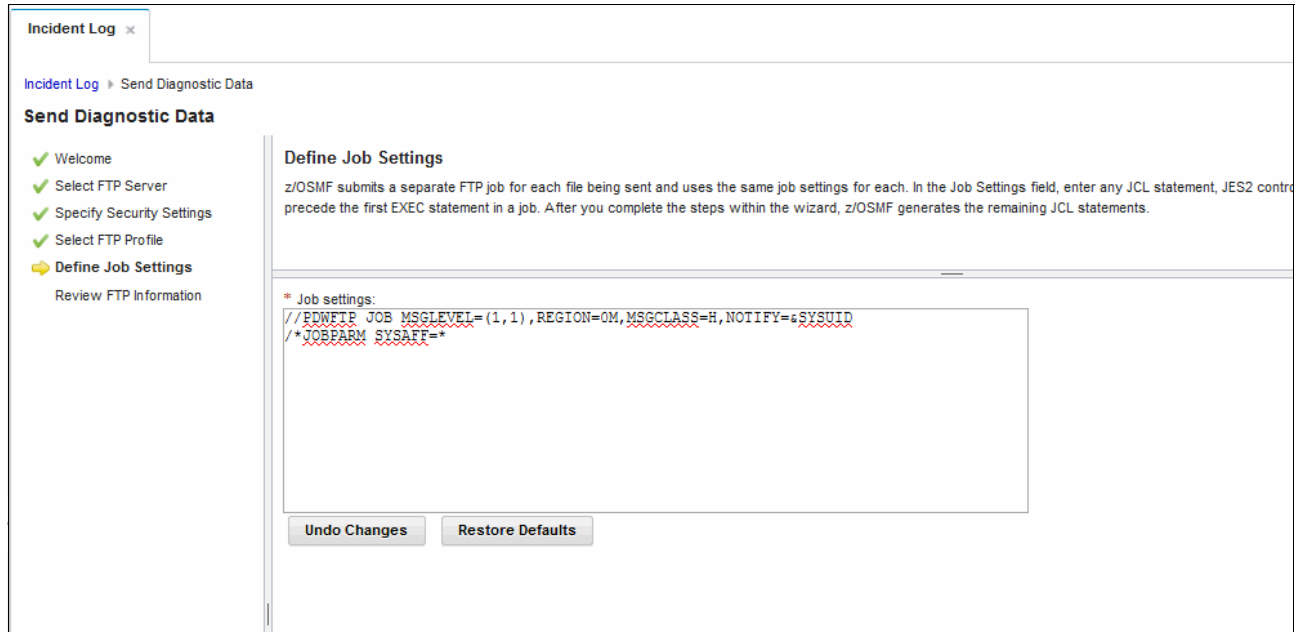 Incident Log ×
Incident Log ▸ Send Diagnostic Data
Send Diagnostic Data
Welcome
Select FTP Server
Specify Security Settings
Select FTP Profile
Define Job Settings
Review FTP Information
Define Job Settings
z/OSMF submits a separate FTP job for each file being sent and uses the same job settings for each. In the Job Settings field, enter any JCL statement, JES2 contro
precede the first EXEC statement in a job. After you complete the steps within the wizard, z/OSMF generates the remaining JCL statements.
* Job settings:
//PDWFTP JOB MSGLEVEL=(1,1),REGION=0M,MSGCLASS=H,NOTIFY=&SYSUID
/*JOBPARM SYSAFF=*
Undo Changes Restore Defaults